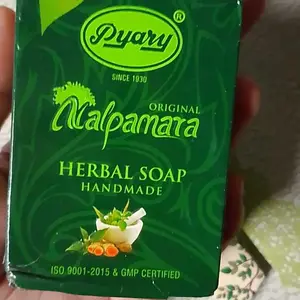 Pyary®
SINCE 1930
ORIGINAL
Nalpamara
HERBAL SOAP
HANDMADE
ISO 9001-2015 & GMP CERTIFIED